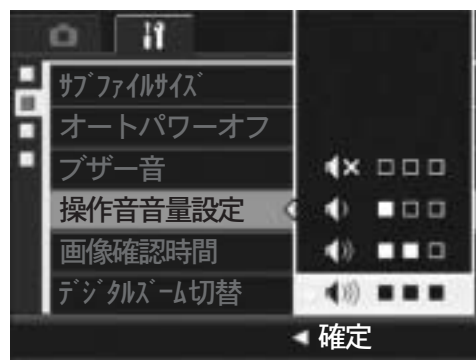 サブファイルサイズ
オートパワーオフ
ブザー音
操作音音量設定
画像確認時間
デジタルズーム切替
確定